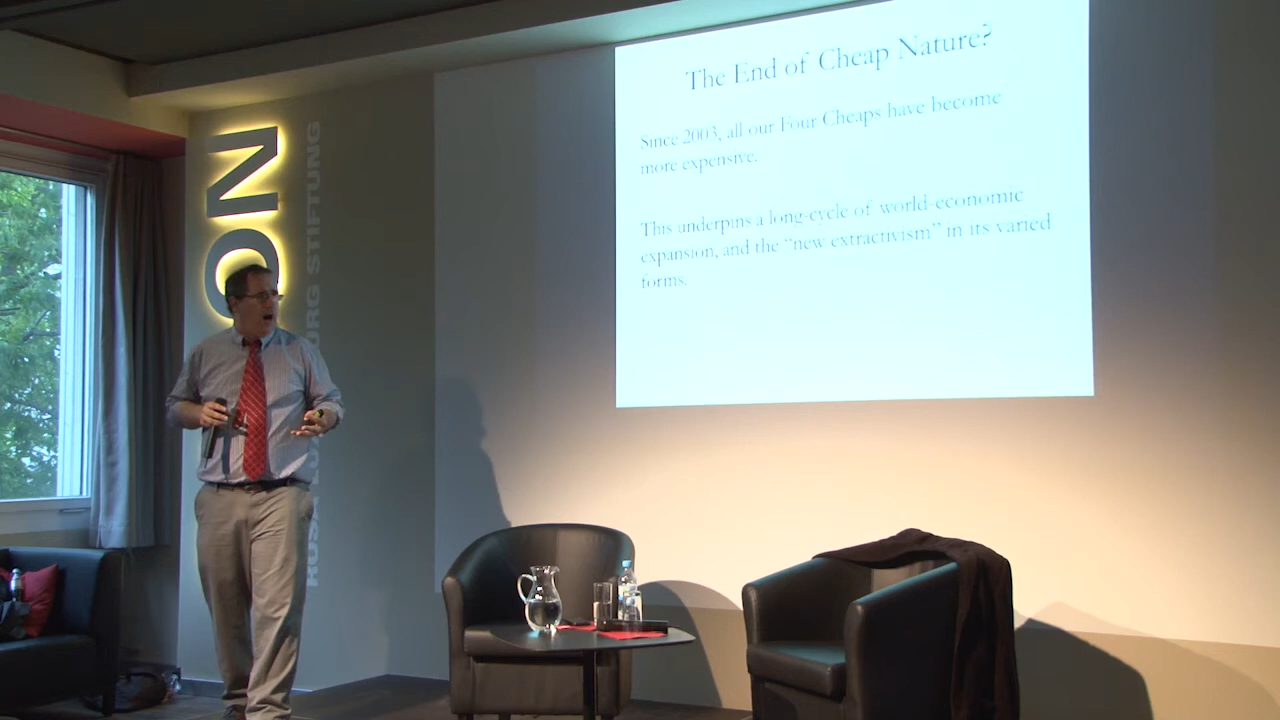 The End of Cheap Nature?
Since 2003, all our Four Cheaps have become
more expensive.
This underpins a long-cycle of world-economic
expansion, and the “new extractivism” in its varied
forms.
ON
STIFTUNG